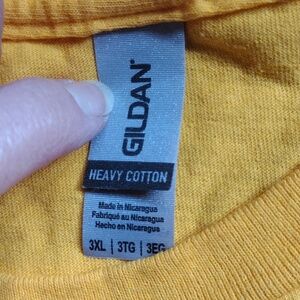 GILDAN
HEAVY COTTON
Made in Nicaragua
Fabriqué au Nicaragua
Hecho en Nicaragua
3XL | 3TG | 3EG